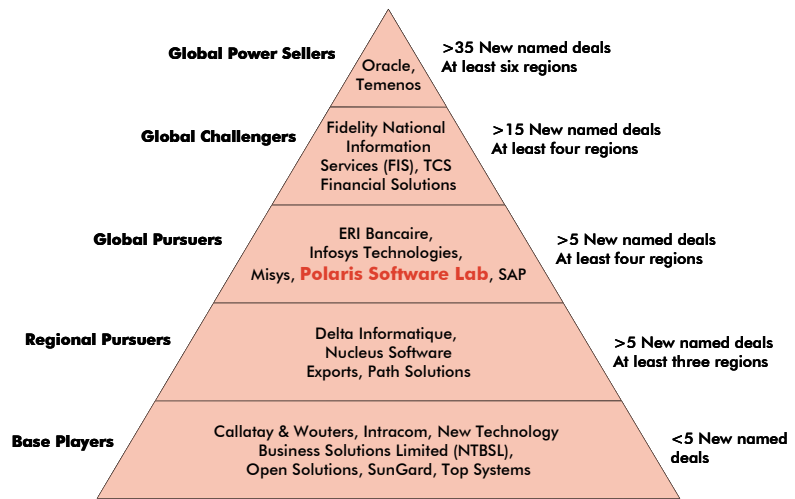 Global Power Sellers
Oracle,
Temenos
>35 New named deals
At least six regions
Global Challengers
Fidelity National
Information
Services (FIS), TCS
Financial Solutions
>15 New named deals
At least four regions
Global Pursuers
ERI Bancaire,
Infosys Technologies,
Misys, Polaris Software Lab, SAP
>5 New named deals
At least four regions
Regional Pursuers
Delta Informatique,
Nucleus Software
Exports, Path Solutions
>5 New named deals
At least three regions
Base Players
Callatay & Wouters, Intracom, New Technology
Business Solutions Limited (NTBSL),
Open Solutions, SunGard, Top Systems
<5 New named
deals